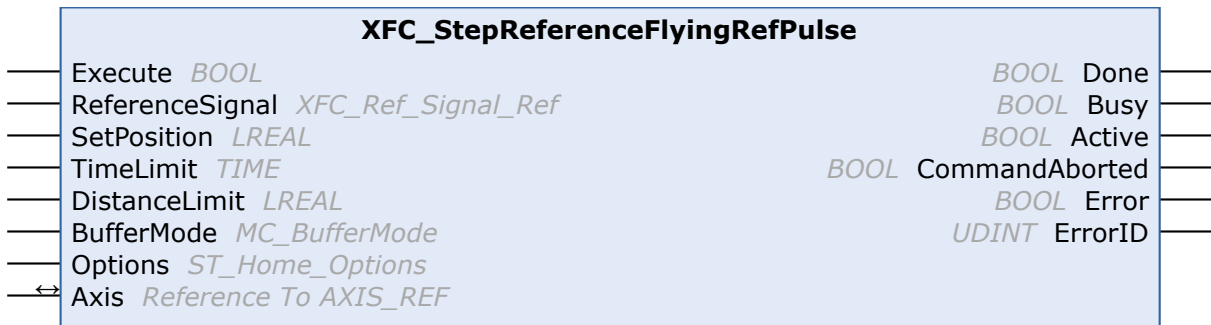 XFC_StepReferenceFlyingRefPulse
Execute BOOL BOOL Done
ReferenceSignal XFC_Ref_Signal_Ref BOOL Busy
SetPosition LREAL BOOL Active
TimeLimit TIME BOOL CommandAborted
DistanceLimit LREAL BOOL Error
BufferMode MC_BufferMode UDINT ErrorID
Options ST_Home_Options
↔ Axis Reference To AXIS_REF